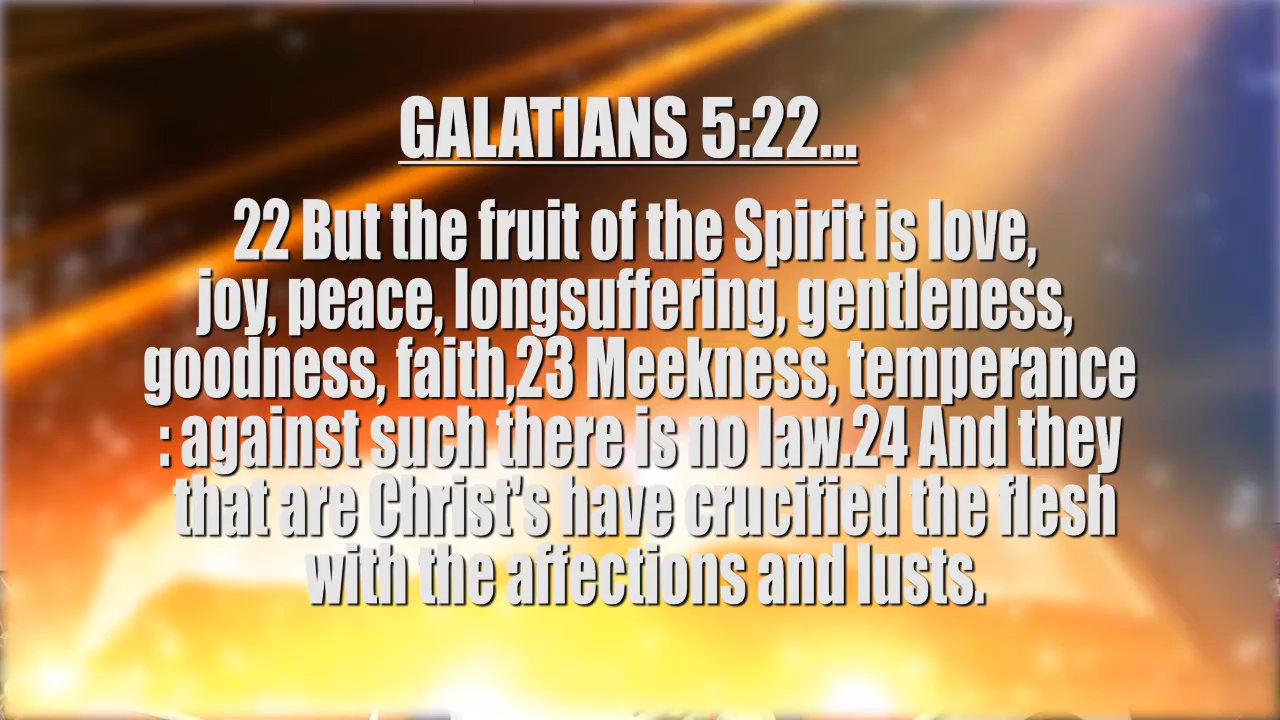 GALATIANS 5:22...
22 But the fruit of the Spirit is love,
joy, peace, longsuffering, gentleness,
goodness, faith,23 Meekness, temperance
: against such there is no law.24 And they
that are Christ's have crucified the flesh
with the affections and lusts.